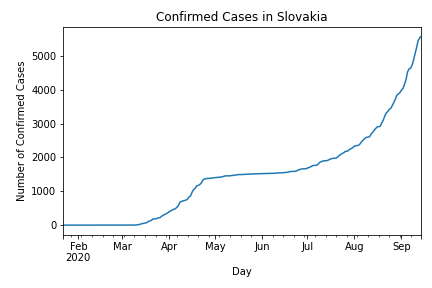 Confirmed Cases in Slovakia
Number of Confirmed Cases
5000
4000
3000
2000
1000
0
Feb Mar Apr May Jun Jul Aug Sep
2020
Day